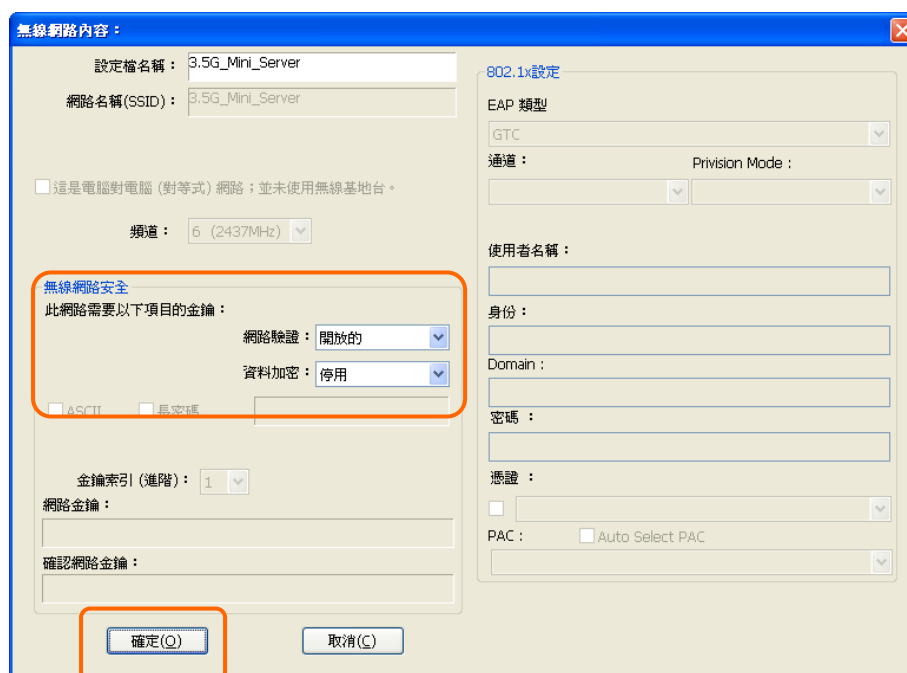 無線網路內容：
設定檔名稱： 3.5G_Mini_Server
網路名稱(SSID)： 3.5G_Mini_Server
這是電腦對電腦 (對等式) 網路；並未使用無線基地台。
頻道： 6 (2437MHz)
無線網路安全
此網路需要以下項目的金鑰：
網路驗證： 開放的
資料加密： 停用
ASCII 長密碼
金鑰索引 (進階)： 1
網路金鑰：
確認網路金鑰：
確定(O) 取消(C)
802.1x設定
EAP 類型
GTC
通道： Privision Mode：
使用者名稱：
身份：
Domain：
密碼 ：
憑證 ：
PAC： Auto Select PAC